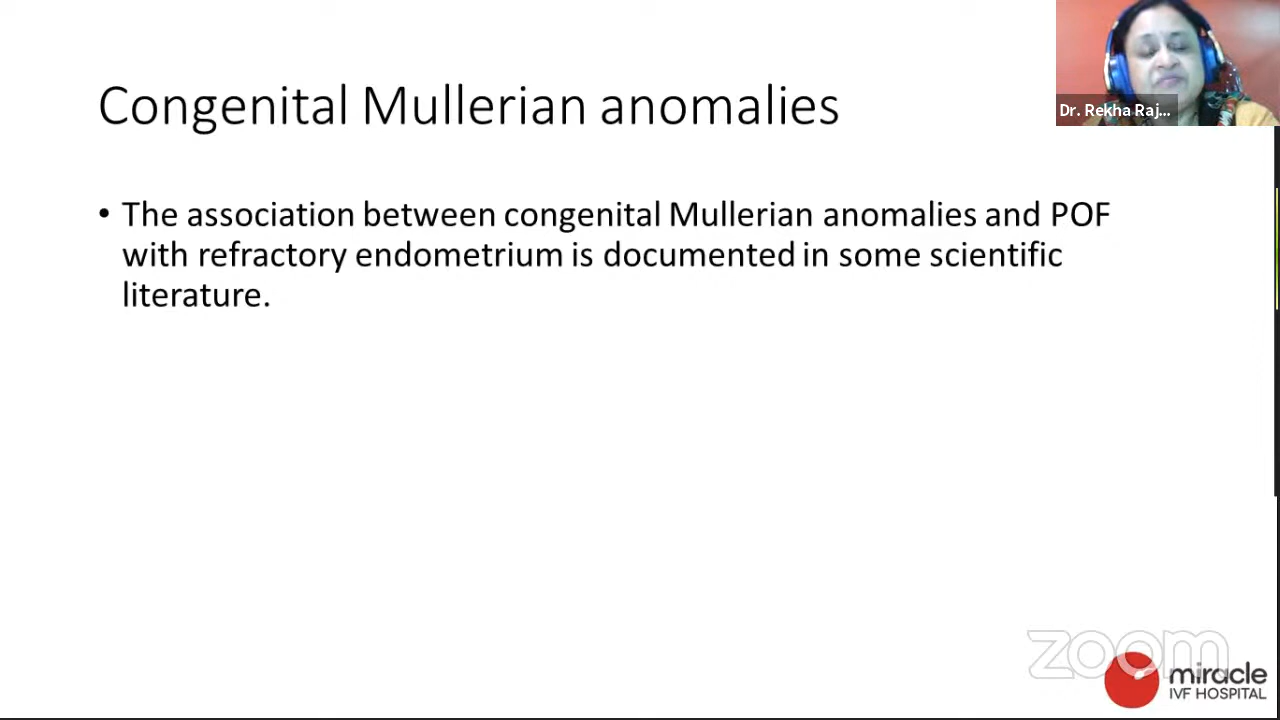 Congenital Mullerian anomalies
Dr. Rekha Raj...
• The association between congenital Mullerian anomalies and POF
with refractory endometrium is documented in some scientific
literature.
zoom
miracle
IVF HOSPITAL